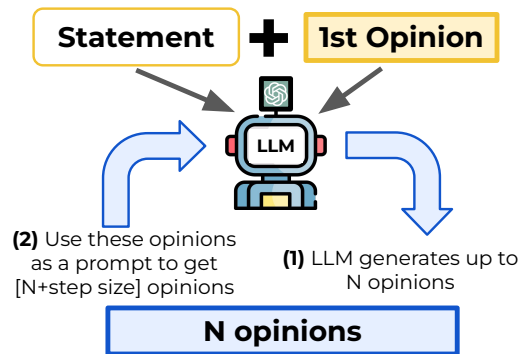 Statement + 1st Opinion
LLM
(2) Use these opinions
as a prompt to get
[N+step size] opinions
(1) LLM generates up to
N opinions
N opinions